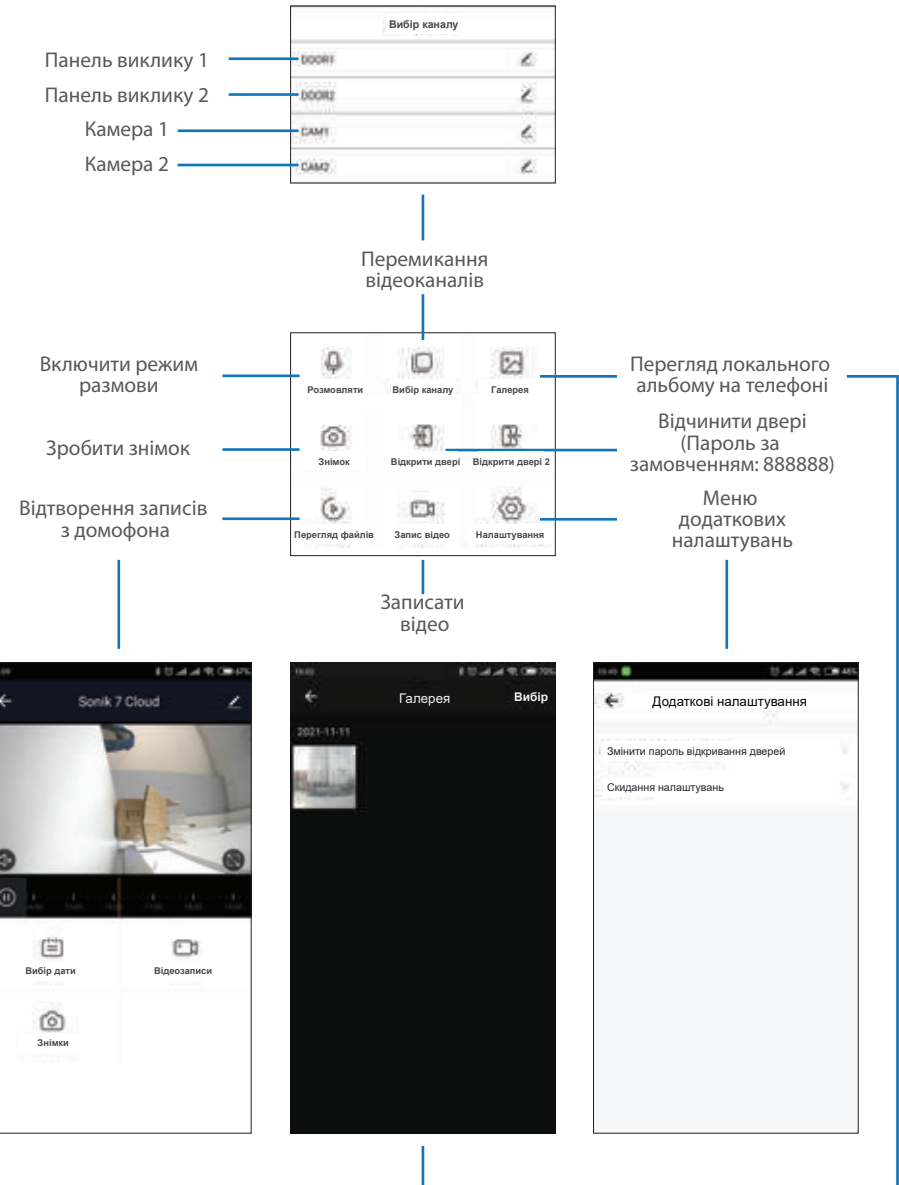 Вибір каналу
Панель виклику 1
DOOR1
Панель виклику 2
DOOR2
Камера 1
CAM1
Камера 2
CAM2
Перемикання
відеоканалів
Включити режим
размови
Розмовляти
Вибір каналу
Галерея
Перегляд локального
альбому на телефоні
Зробити знімок
Знімок
Відкрити двері
Відкрити двері 2
Відчинити двері
(Пароль за
замовченням: 888888)
Відтворення записів
з домофона
Перегляд файлів
Запис відео
Налаштування
Меню
додаткових
налаштувань
Записати
відео
67%
Sonik 7 Cloud
Вибір дати
Відеозаписи
Знімки
70%
Галерея
Вибір
2021-11-11
Додаткові налаштування
Змінити пароль відкривання дверей
Скидання налаштувань